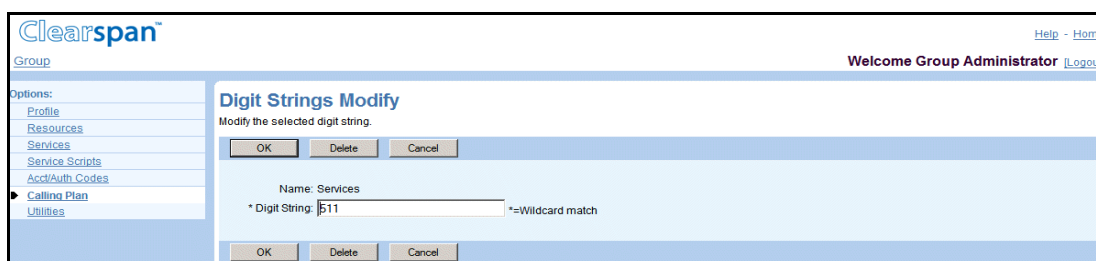 Clearspan™
Help - Hom
Group
Welcome Group Administrator [Logou
Options:
Profile
Resources
Services
Service Scripts
Acct/Auth Codes
Calling Plan
Utilities
Digit Strings Modify
Modify the selected digit string.
OK Delete Cancel
Name: Services
* Digit String: 511 *=Wildcard match
OK Delete Cancel